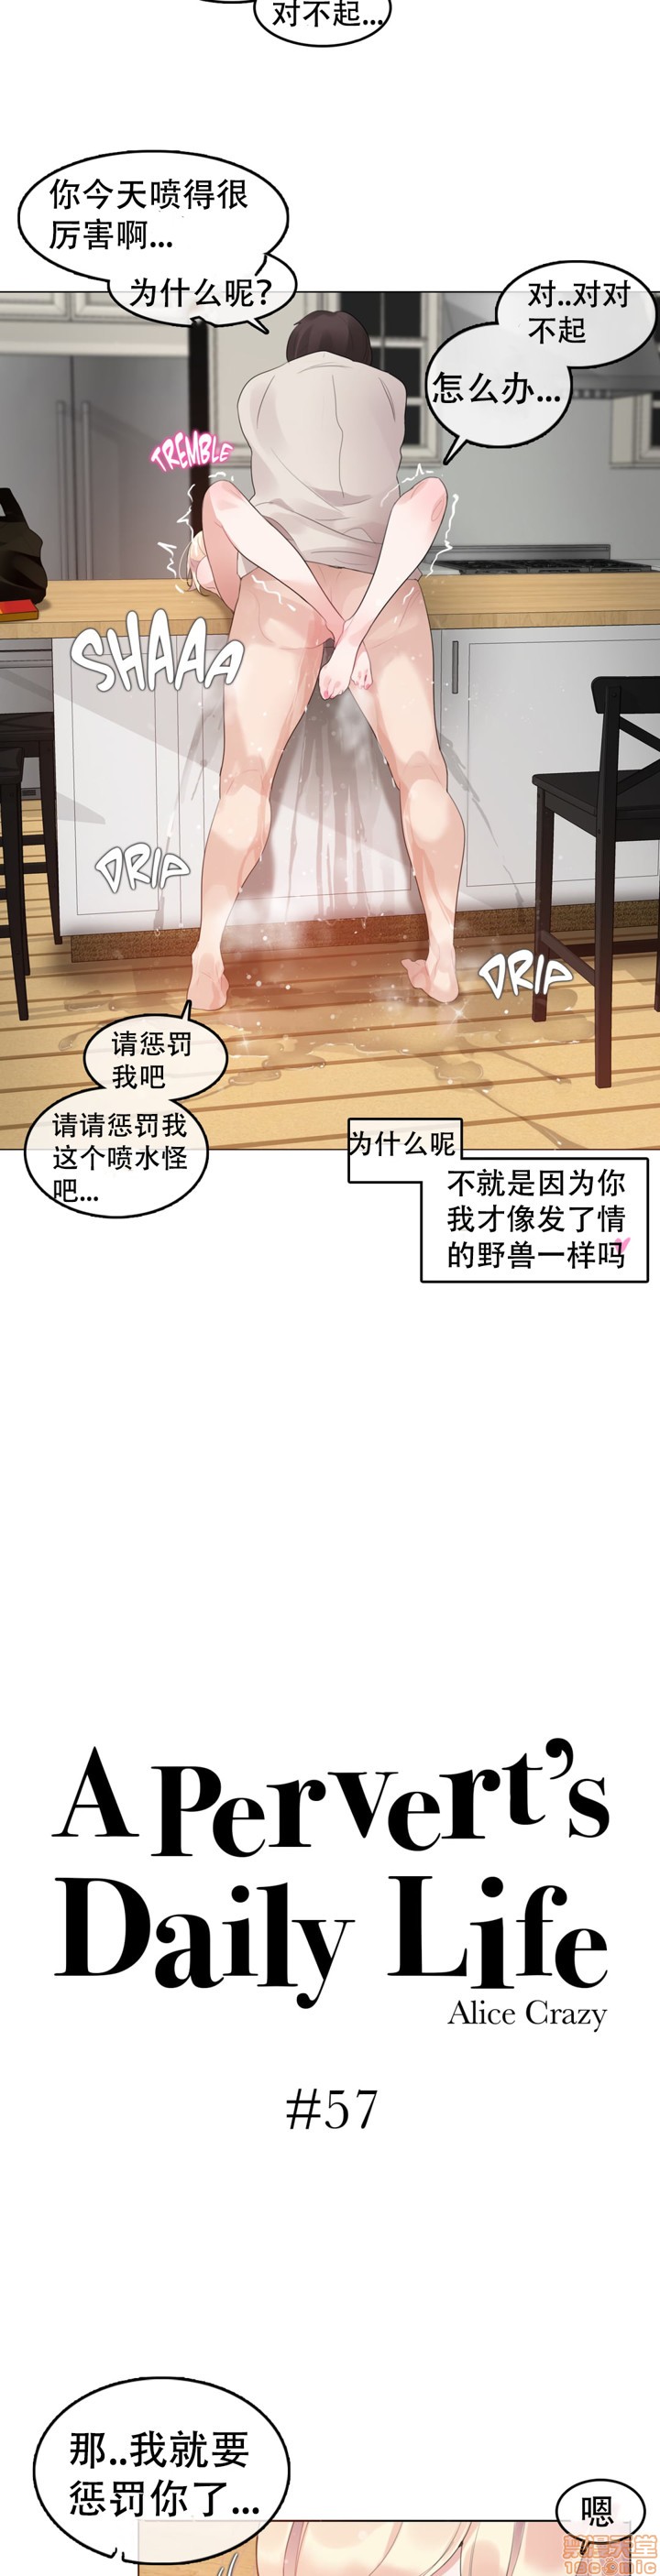 对不起...
你今天喷得很
厉害啊...
为什么呢?
对..对对
不起
怎么办...
TREMBLE
SHAAA
DRIP
DRIP
请惩罚
我吧
请请惩罚我
这个喷水怪
吧...
为什么呢
不就是因为你
我才像发了情
的野兽一样吗
A Pervert's
Daily Life
Alice Crazy
#57
那..我就要
惩罚你了...
嗯